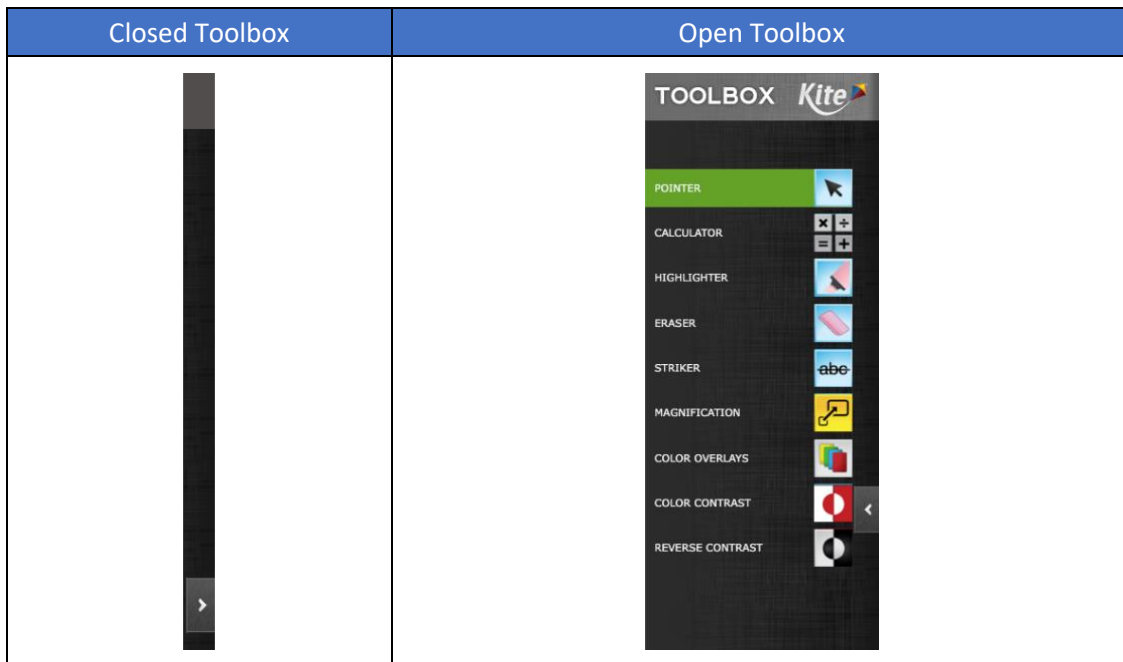 Closed Toolbox
Open Toolbox
TOOLBOX Kite
POINTER
CALCULATOR
HIGHLIGHTER
ERASER
STRIKER
abc
MAGNIFICATION
COLOR OVERLAYS
COLOR CONTRAST
REVERSE CONTRAST